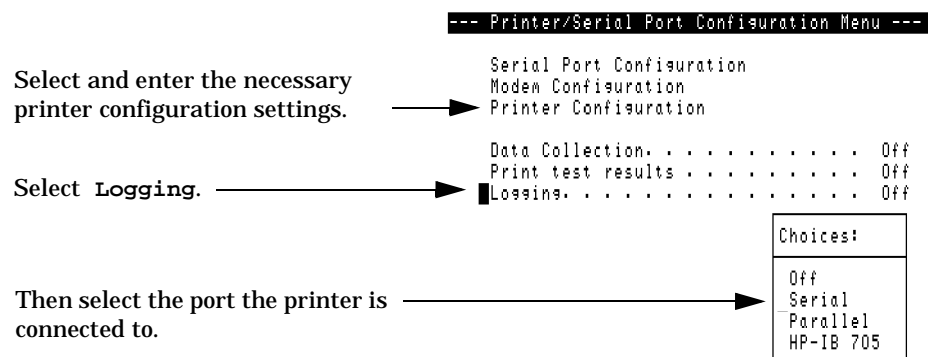 --- Printer/Serial Port Configuration Menu ---
Select and enter the necessary
printer configuration settings.
Serial Port Configuration
Modem Configuration
Printer Configuration
Data Collection. . . . . . . . . . . . Off
Print test results . . . . . . . . . . Off
Select Logging.
Logging. . . . . . . . . . . . . . . . Off
Choices:
Off
Serial
Parallel
HP-IB 705
Then select the port the printer is
connected to.